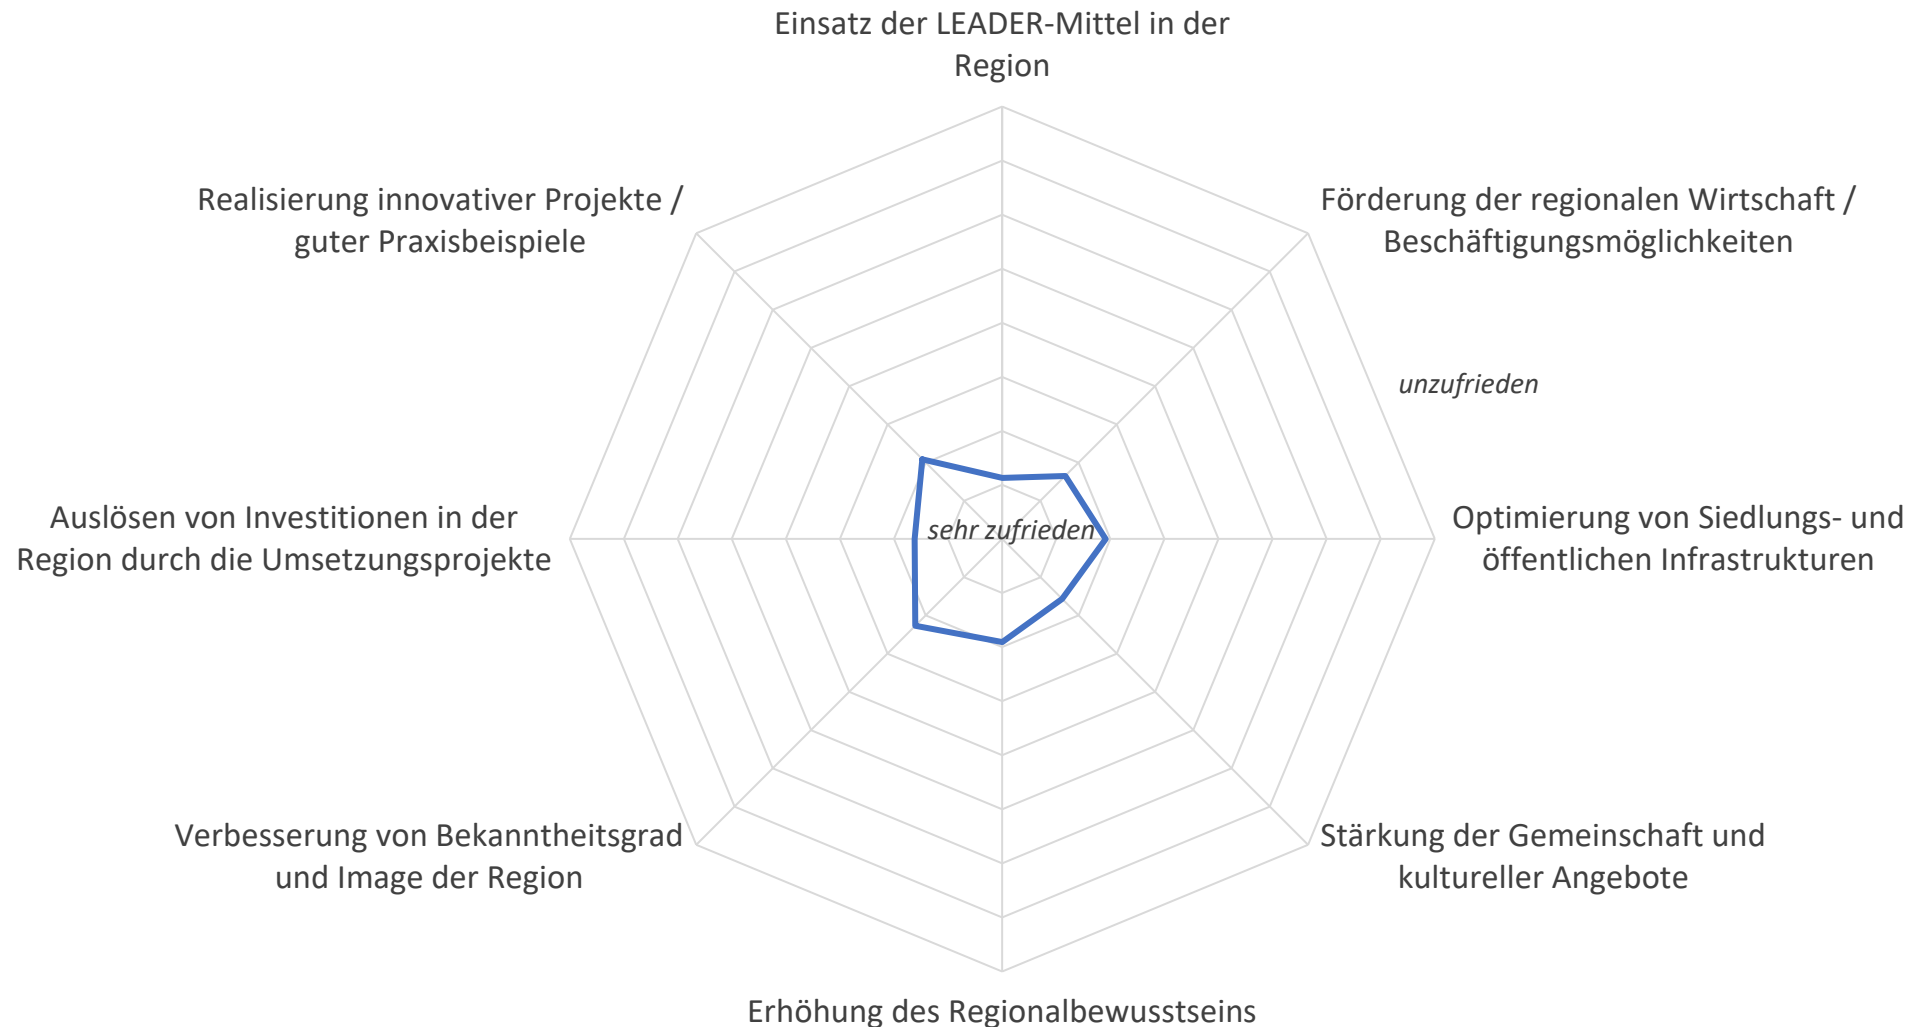 Einsatz der LEADER-Mittel in der
Region
Realisierung innovativer Projekte /
guter Praxisbeispiele
Förderung der regionalen Wirtschaft /
Beschäftigungsmöglichkeiten
unzufrieden
Auslösen von Investitionen in der
Region durch die Umsetzungsprojekte
sehr zufrieden
Optimierung von Siedlungs- und
öffentlichen Infrastrukturen
Verbesserung von Bekanntheitsgrad
und Image der Region
Stärkung der Gemeinschaft und
kultureller Angebote
Erhöhung des Regionalbewusstseins